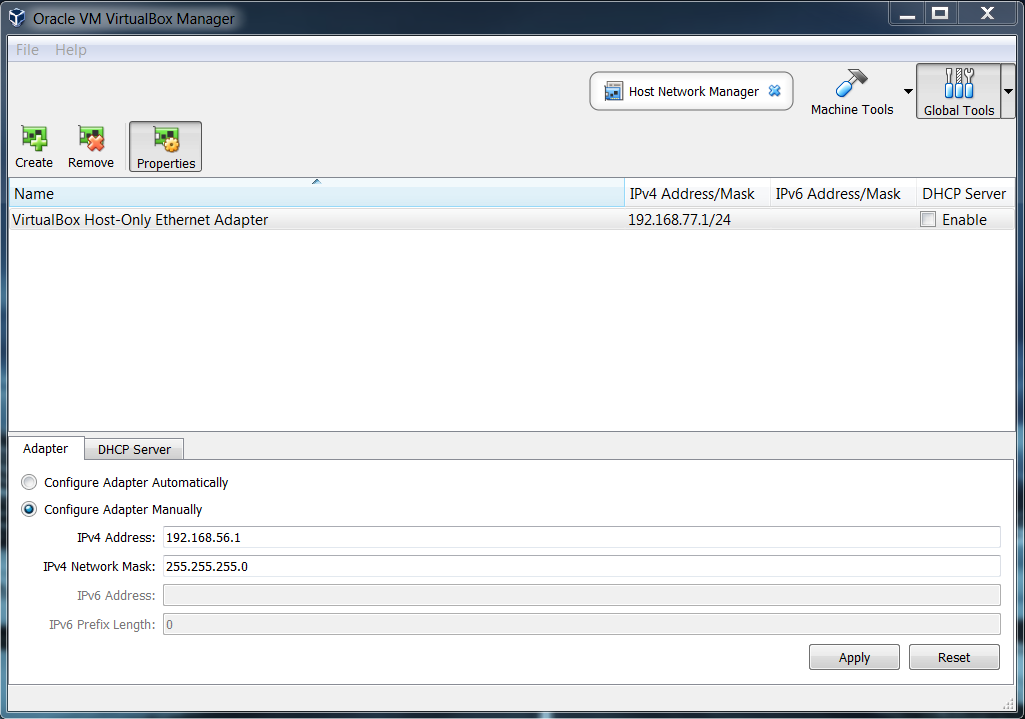 Oracle VM VirtualBox Manager
File Help
Host Network Manager
Machine Tools
Global Tools
Create Remove Properties
Name IPv4 Address/Mask IPv6 Address/Mask DHCP Server
VirtualBox Host-Only Ethernet Adapter 192.168.77.1/24 Enable
Adapter DHCP Server
Configure Adapter Automatically
Configure Adapter Manually
IPv4 Address: 192.168.56.1
IPv4 Network Mask: 255.255.255.0
IPv6 Address:
IPv6 Prefix Length: 0
Apply Reset